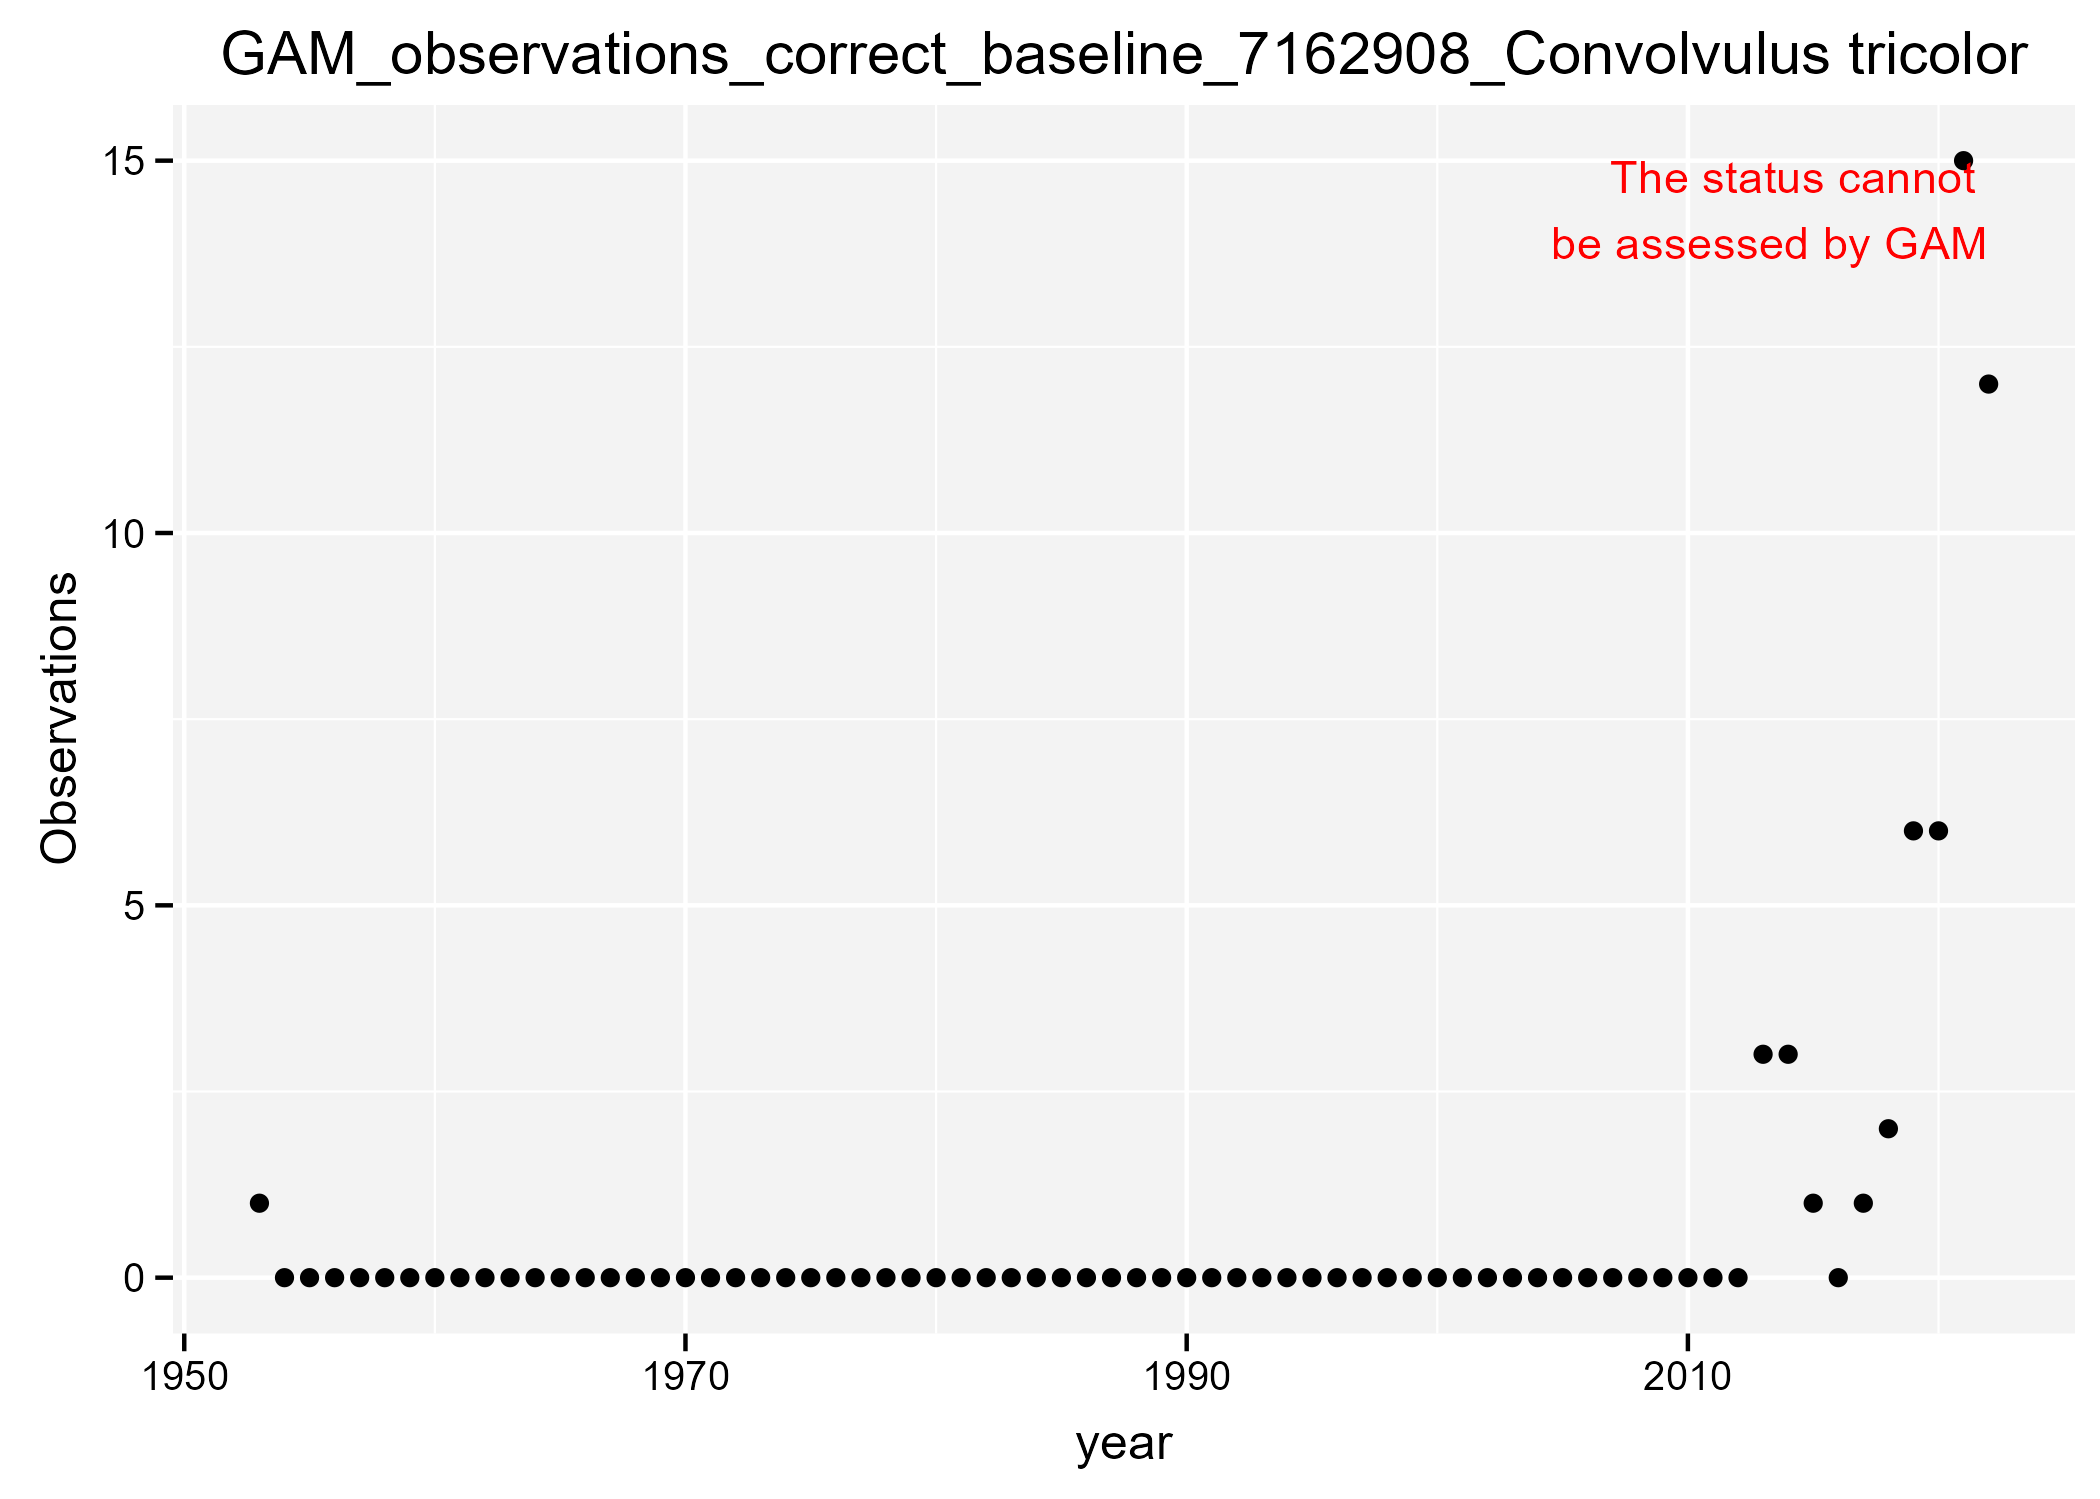 GAM_observations_correct_baseline_7162908_Convolvulus tricolor
15
The status cannot
be assessed by GAM
10
Observations
5
0
1950 1970 1990 2010
year